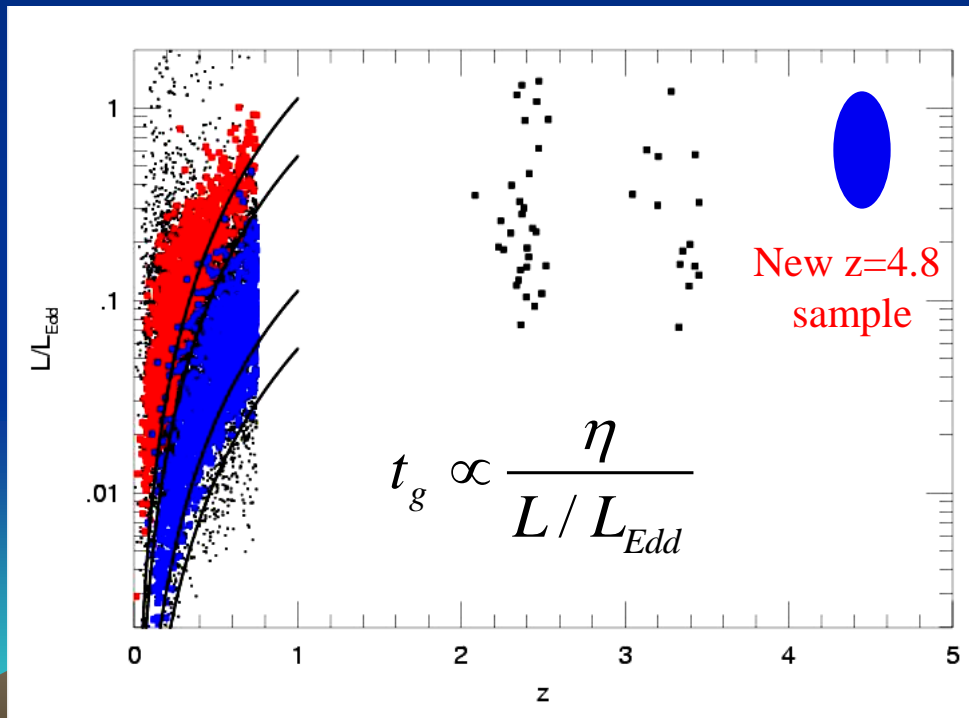 L/L_Edd
1
.1
.01
New z=4.8
sample
t_g ∝ η / (L / L_Edd)
0 1 2 3 4 5
z